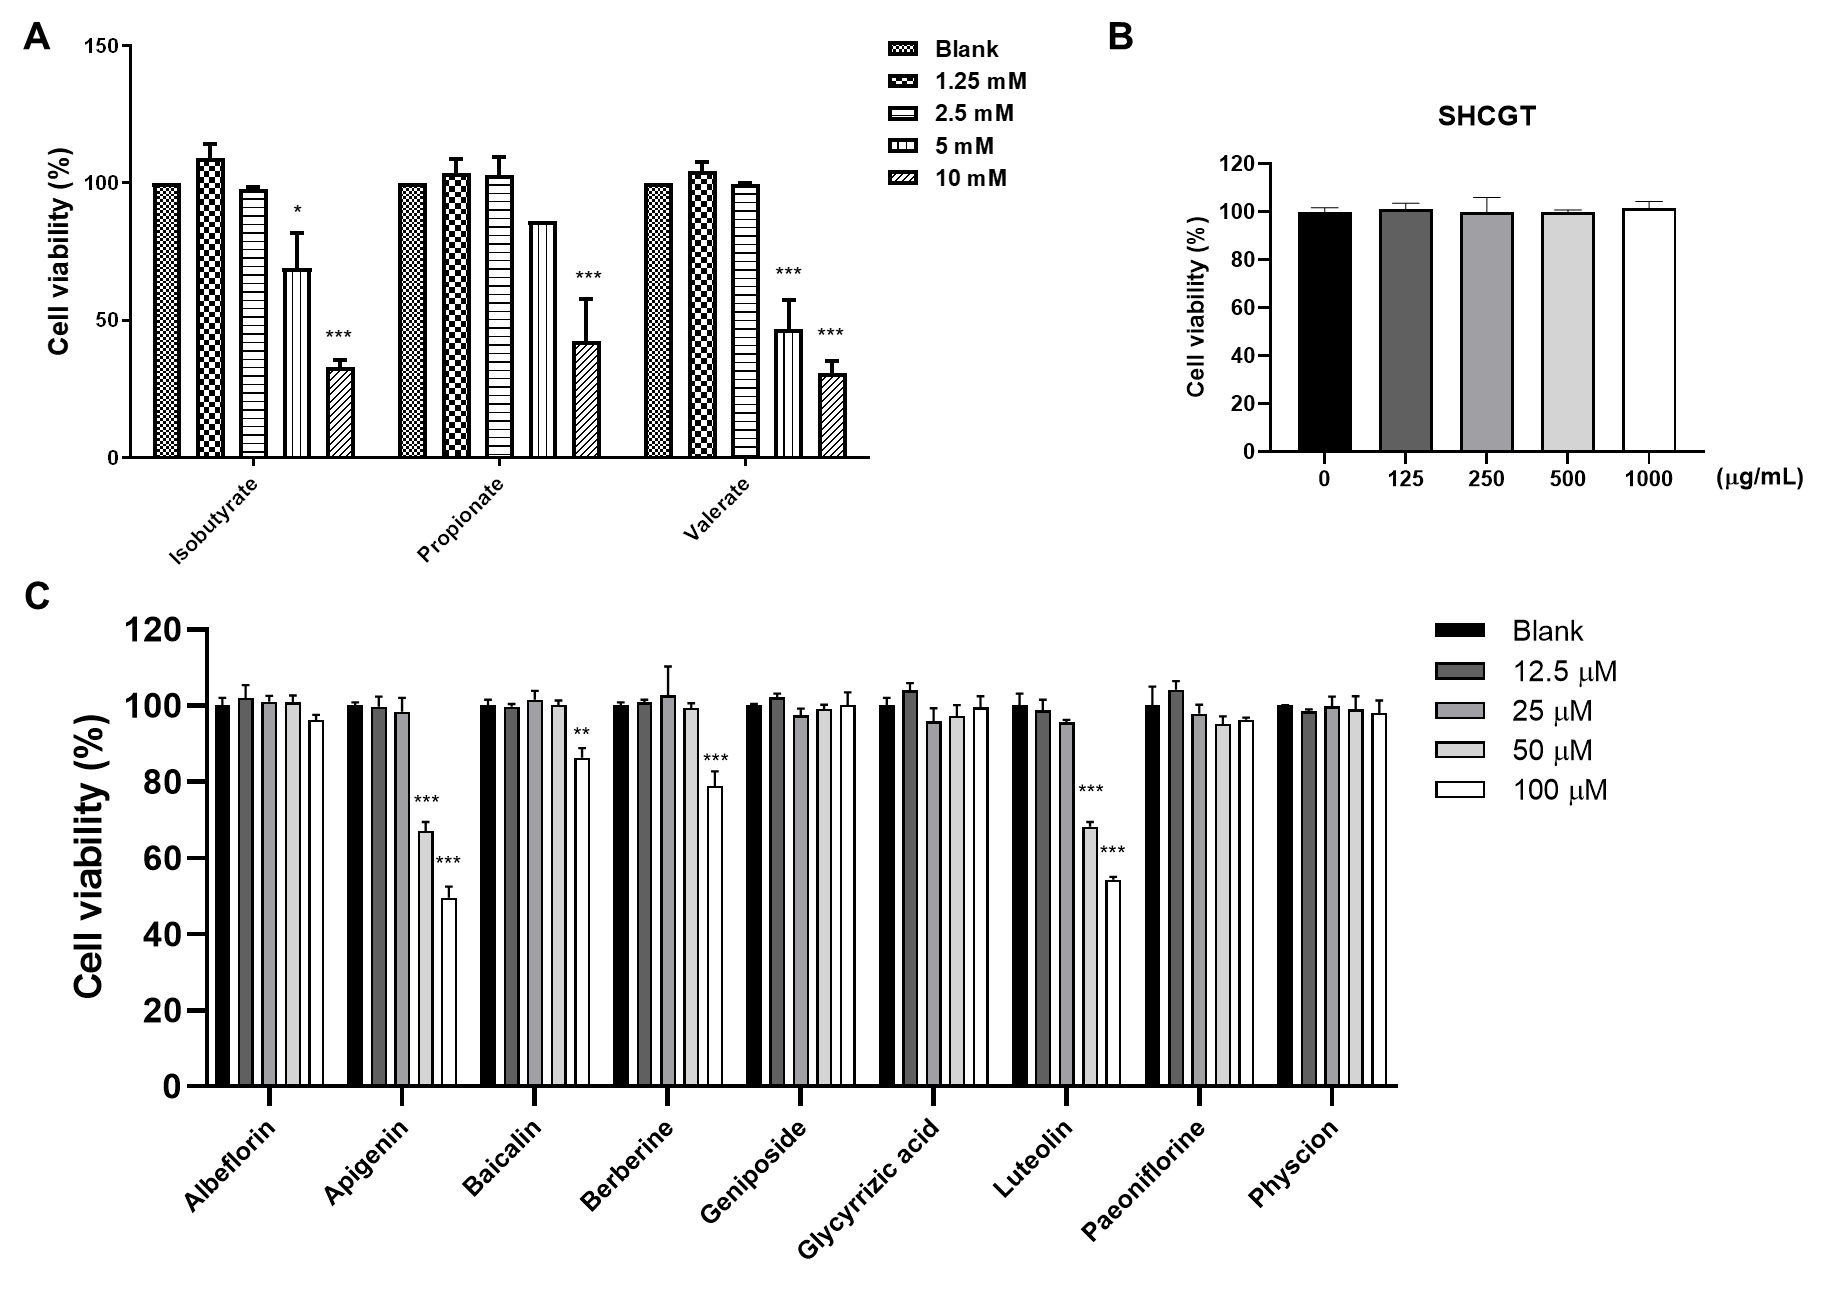 A
150
100
50
0
Cell viability (%)
*
***
***
***
***
Isobutyrate
Propionate
Valerate
Blank
1.25 mM
2.5 mM
5 mM
10 mM
B
SHCGT
120
100
80
60
40
20
0
Cell viability (%)
0 125 250 500 1000 (µg/mL)
C
120
100
80
60
40
20
0
Cell viability (%)
***
***
**
***
***
***
Albeflorin
Apigenin
Baicalin
Berberine
Geniposide
Glycyrrizic acid
Luteolin
Paeoniflorine
Physcion
Blank
12.5 µM
25 µM
50 µM
100 µM